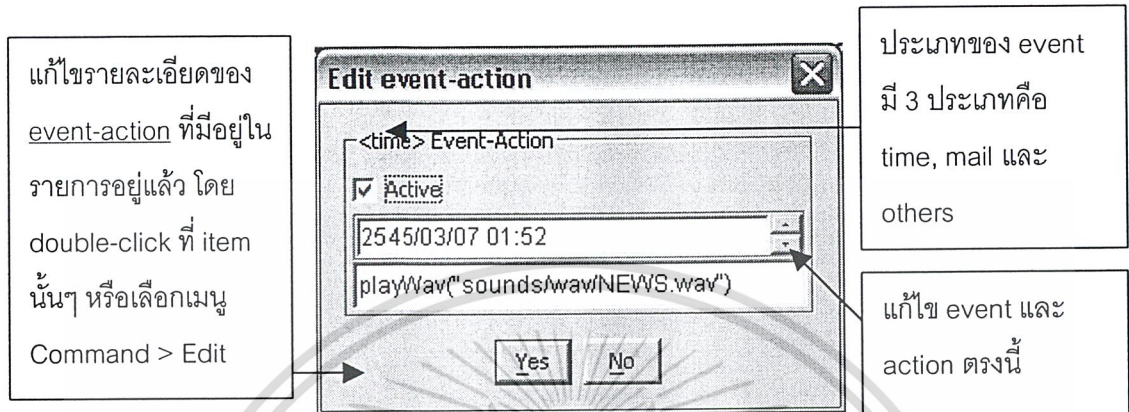 แก้ไขรายละเอียดของ
event-action ที่มีอยู่ใน
รายการอยู่แล้ว โดย
double-click ที่ item
นั้นๆ หรือเลือกเมนู
Command > Edit
Edit event-action
<time> Event-Action
Active
2545/03/07 01:52
playWav("sounds/wav/NEWS.wav")
Yes
No
ประเภทของ event
มี 3 ประเภทคือ
time, mail และ
others
แก้ไข event และ
action ตรงนี้